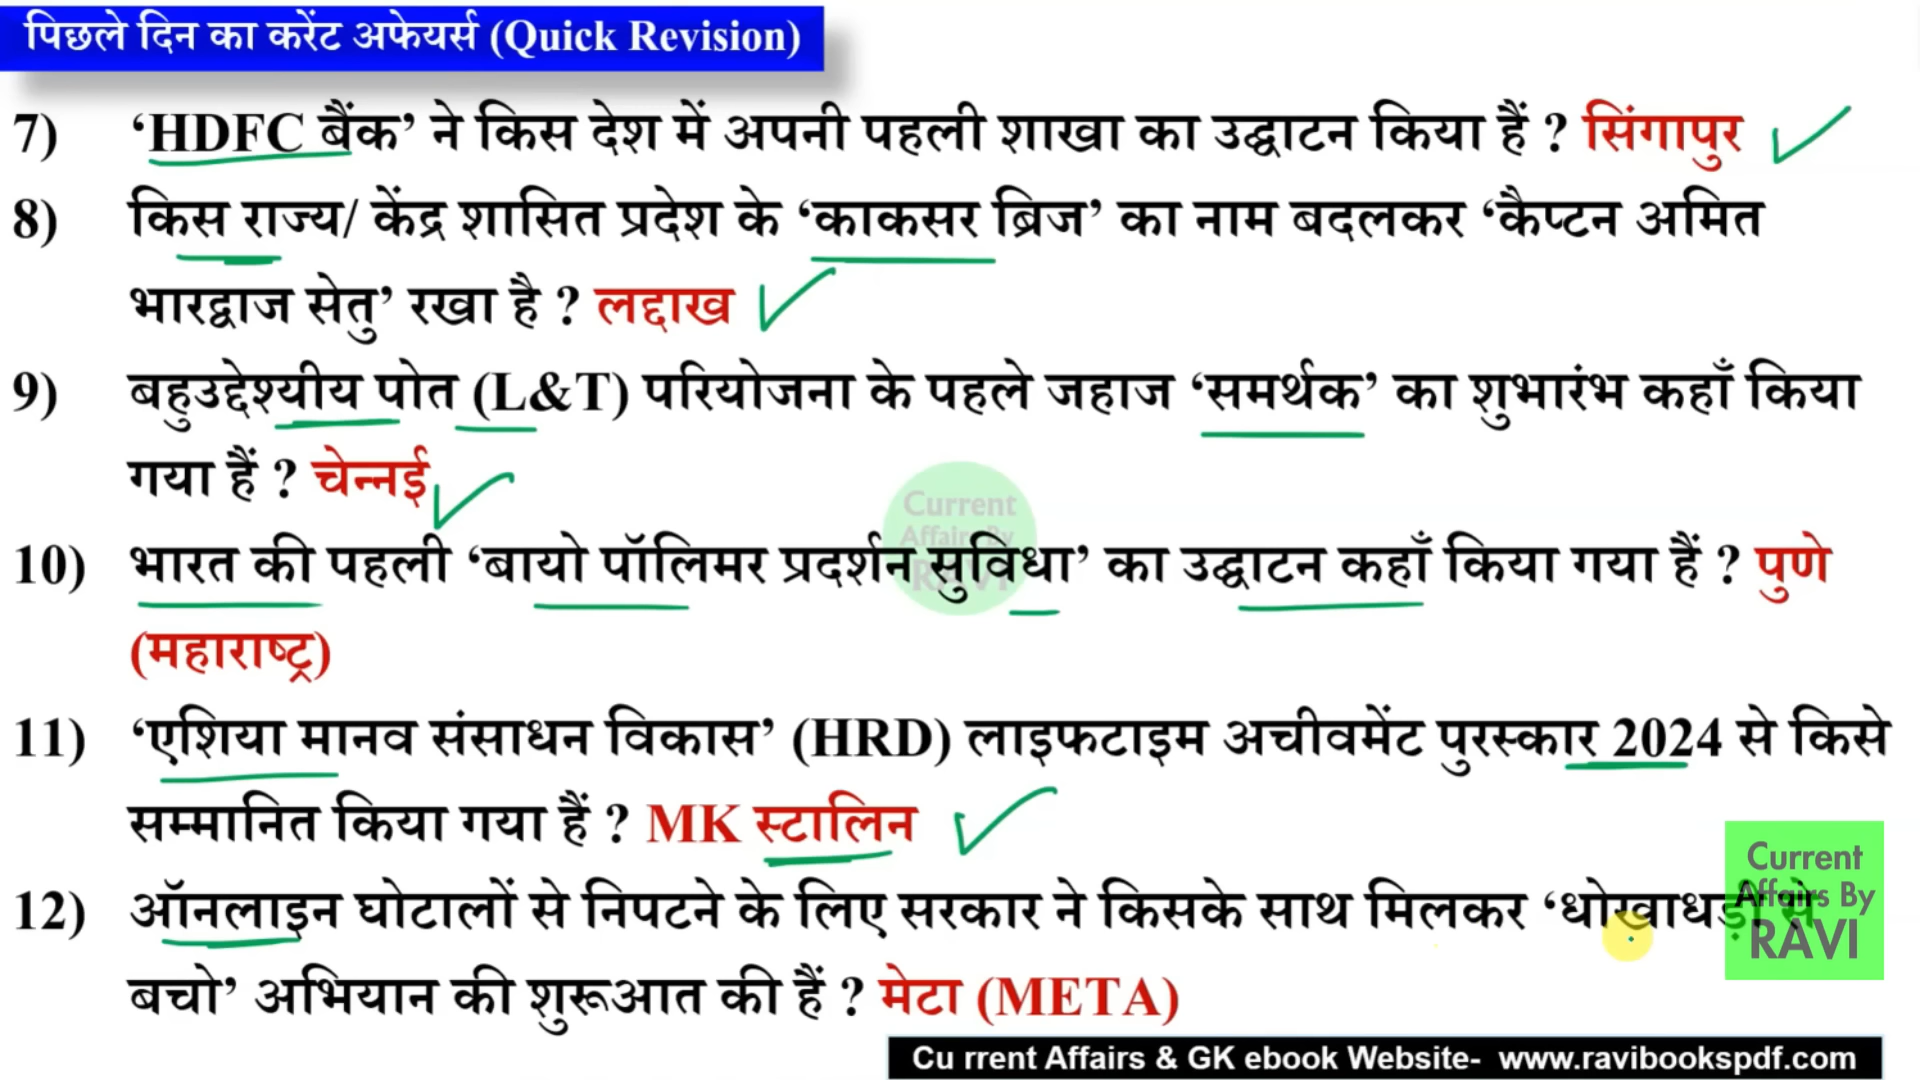 पिछले दिन का करेंट अफेयर्स (Quick Revision)
7) ‘HDFC बैंक’ ने किस देश में अपनी पहली शाखा का उद्घाटन किया हैं ? सिंगापुर
8) किस राज्य/ केंद्र शासित प्रदेश के ‘काकसर ब्रिज’ का नाम बदलकर ‘कैप्टन अमित
भारद्वाज सेतु’ रखा है ? लद्दाख
9) बहुउद्देश्यीय पोत (L&T) परियोजना के पहले जहाज ‘समर्थक’ का शुभारंभ कहाँ किया
गया हैं ? चेन्नई
Current
Affairs By
RAVI
10) भारत की पहली ‘बायो पॉलिमर प्रदर्शन सुविधा’ का उद्घाटन कहाँ किया गया हैं ? पुणे
(महाराष्ट्र)
11) ‘एशिया मानव संसाधन विकास’ (HRD) लाइफटाइम अचीवमेंट पुरस्कार 2024 से किसे
सम्मानित किया गया हैं ? MK स्टालिन
12) ऑनलाइन घोटालों से निपटने के लिए सरकार ने किसके साथ मिलकर ‘धोखाधड़ी से
बचो’ अभियान की शुरूआत की हैं ? मेटा (META)
Current
Affairs By
RAVI
Cu rrent Affairs & GK ebook Website- www.ravibookspdf.com